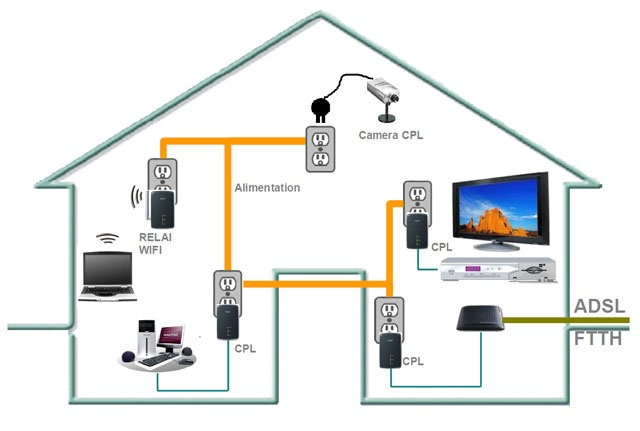 Camera CPL
Alimentation
RELAI
WIFI
CPL
CPL
CPL
ADSL
FTTH